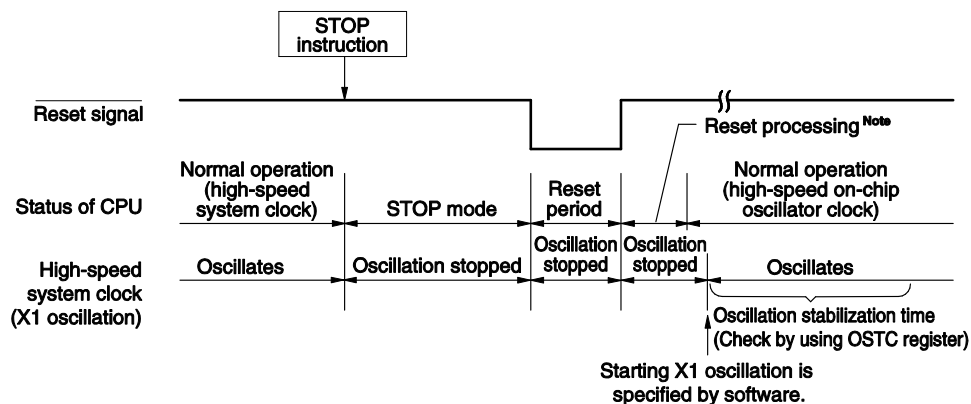 STOP
instruction
Reset signal
Reset processing Note
Normal operation
(high-speed
system clock)
Reset
period
Normal operation
(high-speed on-chip
oscillator clock)
Status of CPU
STOP mode
Oscillation
stopped
Oscillation
stopped
High-speed
system clock
(X1 oscillation)
Oscillates
Oscillation stopped
Oscillates
Oscillation stabilization time
(Check by using OSTC register)
Starting X1 oscillation is
specified by software.